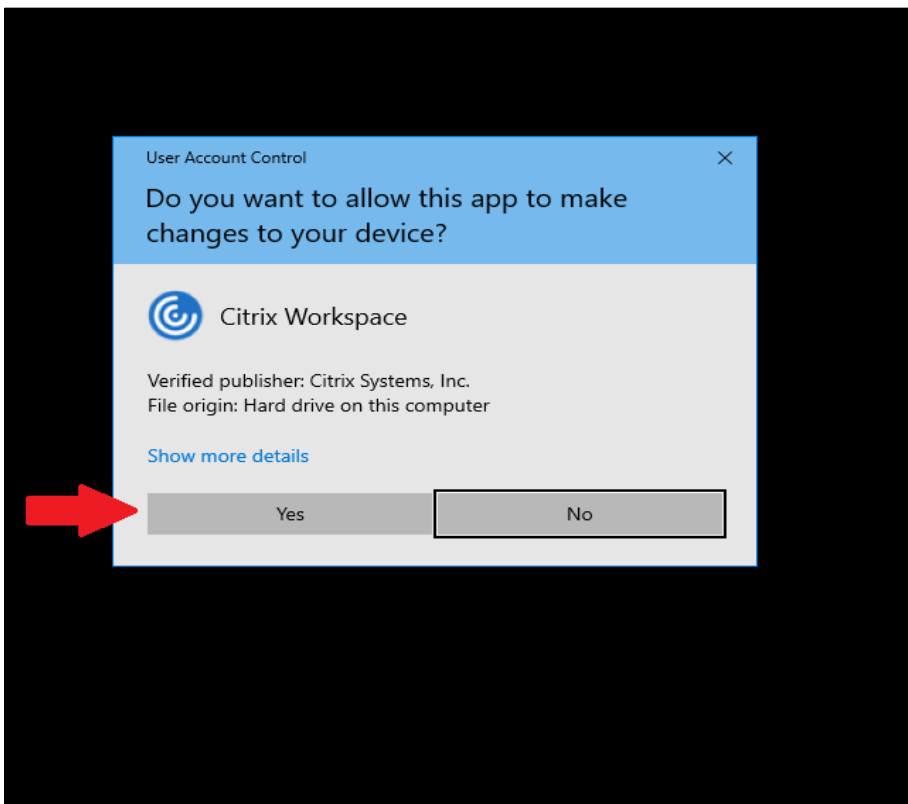 User Account Control
Do you want to allow this app to make
changes to your device?
Citrix Workspace
Verified publisher: Citrix Systems, Inc.
File origin: Hard drive on this computer
Show more details
Yes
No